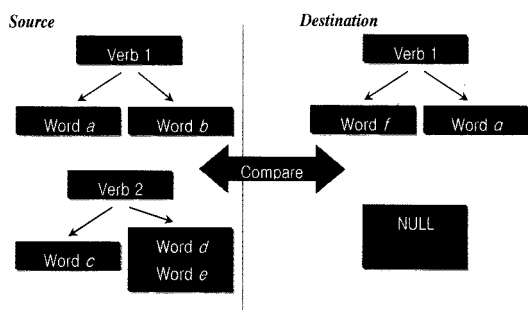 Source
Destination
Verb 1
Verb 1
Word a
Word b
Word f
Word a
Compare
Verb 2
NULL
Word c
Word d
Word e